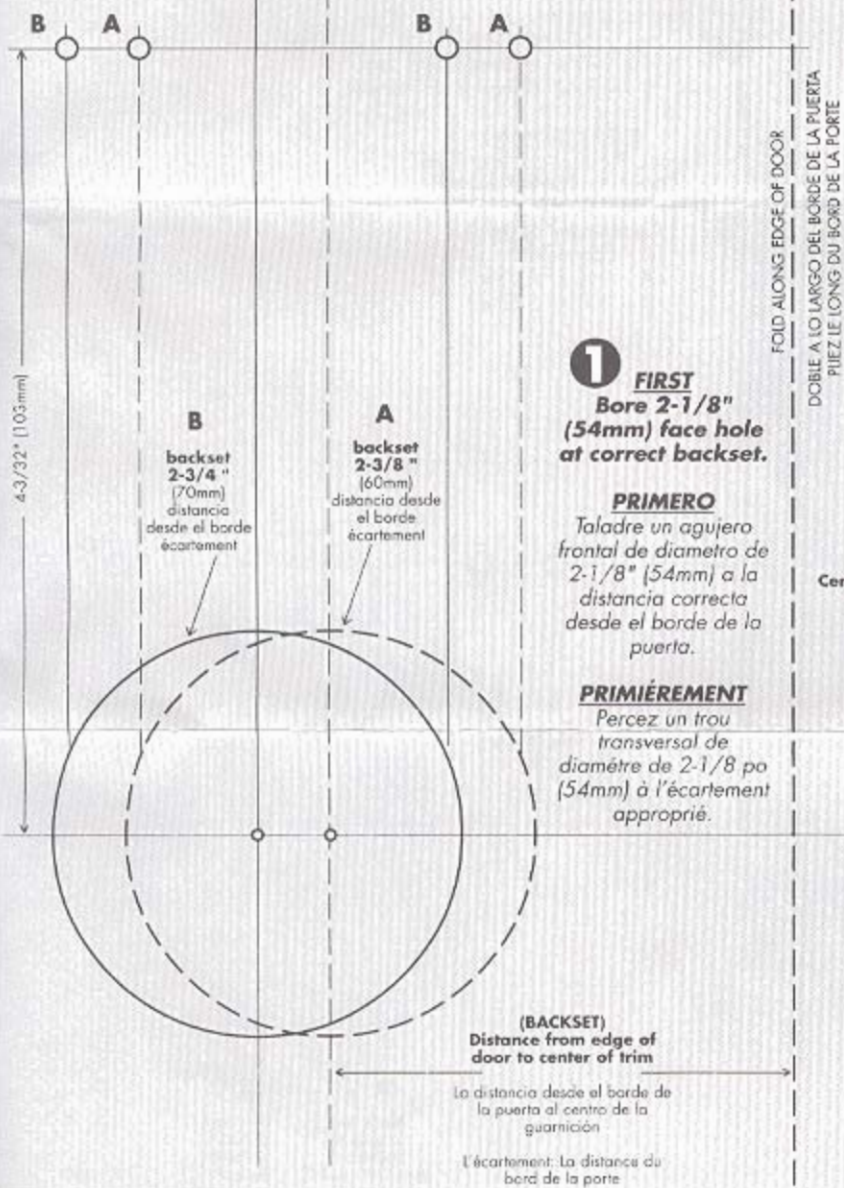 B
A
B
A
FOLD ALONG EDGE OF DOOR
DOBLE A LO LARGO DEL BORDE DE LA PUERTA
PLIEZ LE LONG DU BORD DE LA PORTE
4-3/32" (103mm)
B
backset
2-3/4 "
(70mm)
distancia
desde el borde
écartement
A
backset
2-3/8 "
(60mm)
distancia desde
el borde
écartement
1
FIRST
Bore 2-1/8"
(54mm) face hole
at correct backset.
PRIMERO
Taladre un agujero
frontal de diametro de
2-1/8" (54mm) a la
distancia correcta
desde el borde de la
puerta.
PRIMIÉREMENT
Percez un trou
transversal de
diamétre de 2-1/8 po
(54mm) à l'écartement
approprié.
Cer
(BACKSET)
Distance from edge of
door to center of trim
La distancia desde el borde de
la puerta al centro de la
guarnición
L'écartement: La distance du
bord de la porte